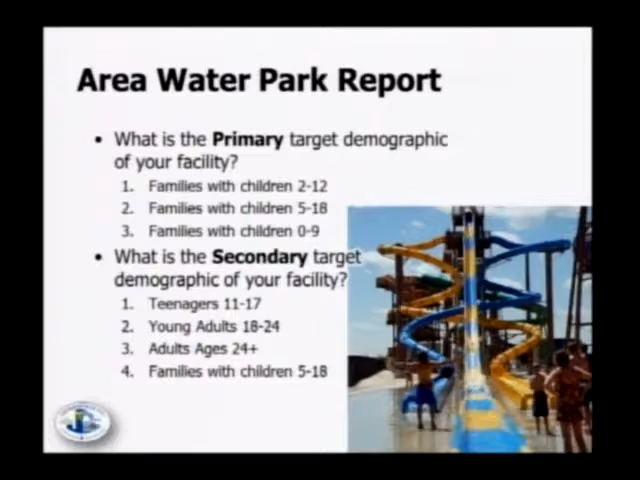 Area Water Park Report
• What is the Primary target demographic
of your facility?
1. Families with children 2-12
2. Families with children 5-18
3. Families with children 0-9
• What is the Secondary target
demographic of your facility?
1. Teenagers 11-17
2. Young Adults 18-24
3. Adults Ages 24+
4. Families with children 5-18